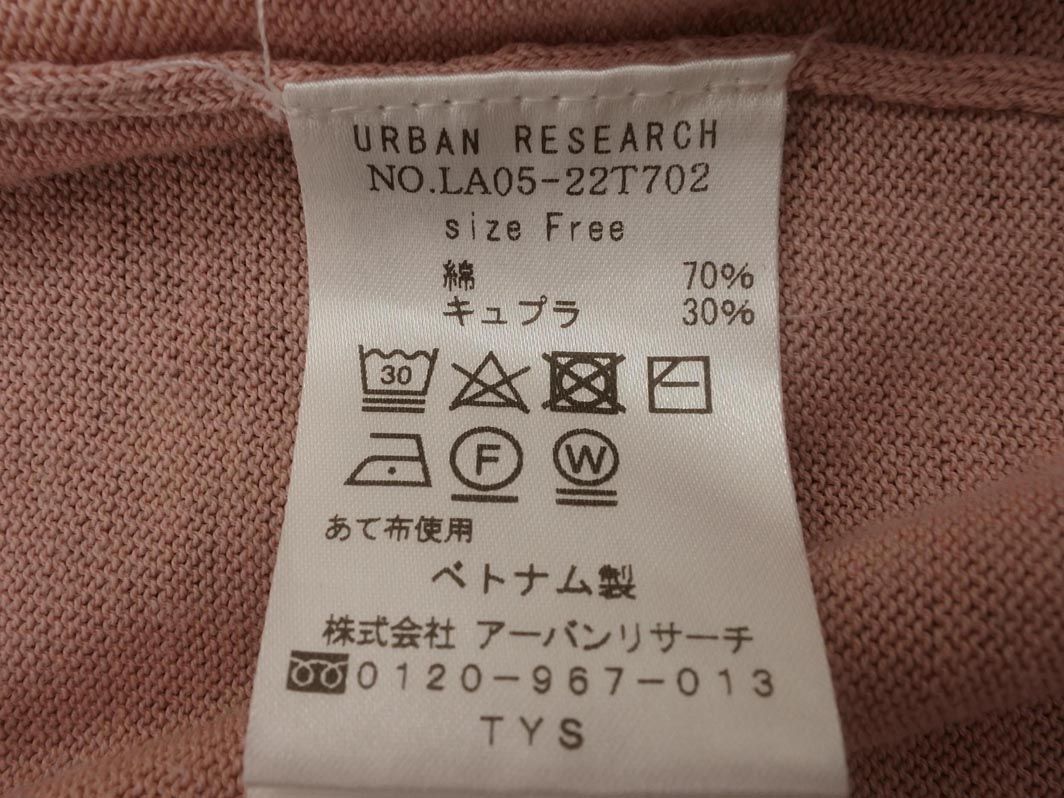 URBAN RESEARCH
NO.LA05-22T702
size Free
綿 70%
キュプラ 30%
30
F W
あて布使用
ベトナム製
株式会社 アーバンリサーチ
0120-967-013
TYS